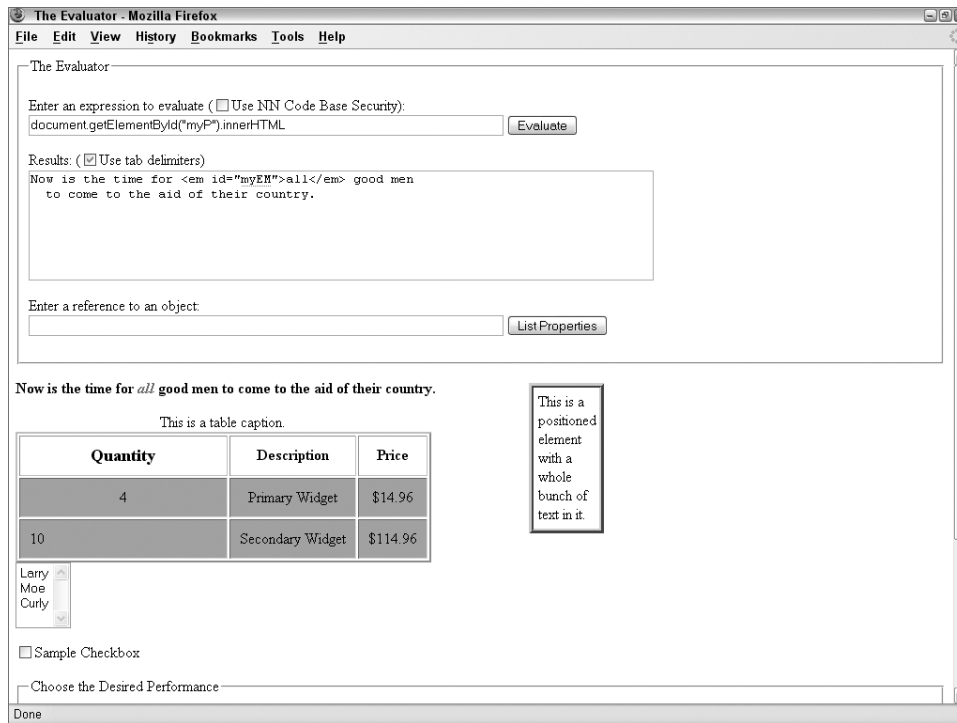 The Evaluator - Mozilla Firefox
File Edit View History Bookmarks Tools Help
The Evaluator
Enter an expression to evaluate ( Use NN Code Base Security):
document.getElementById("myP").innerHTML
Evaluate
Results: ( Use tab delimiters)
Now is the time for <em id="myEM">all</em> good men
to come to the aid of their country.
Enter a reference to an object:
List Properties
Now is the time for all good men to come to the aid of their country.
This is a table caption.
Quantity Description Price
4 Primary Widget $14.96
10 Secondary Widget $114.96
This is a
positioned
element
with a
whole
bunch of
text in it.
Larry
Moe
Curly
Sample Checkbox
Choose the Desired Performance
Done